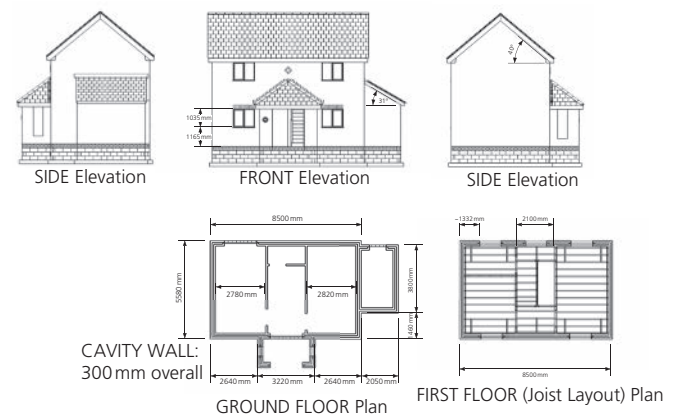 40°
1035 mm
31°
1165 mm
SIDE Elevation
FRONT Elevation
SIDE Elevation
8500 mm
~1332 mm
2100 mm
5580 mm
2780 mm
2820 mm
3800 mm
1460 mm
CAVITY WALL:
300 mm overall
2640 mm
3220 mm
2640 mm
2050 mm
8500 mm
GROUND FLOOR Plan
FIRST FLOOR (Joist Layout) Plan